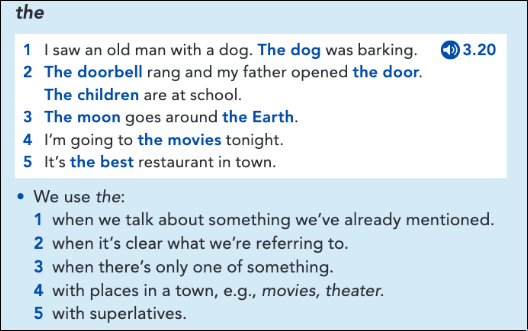 the
1 I saw an old man with a dog. The dog was barking. 3.20
2 The doorbell rang and my father opened the door.
The children are at school.
3 The moon goes around the Earth.
4 I'm going to the movies tonight.
5 It's the best restaurant in town.
• We use the:
1 when we talk about something we've already mentioned.
2 when it's clear what we're referring to.
3 when there's only one of something.
4 with places in a town, e.g., movies, theater.
5 with superlatives.